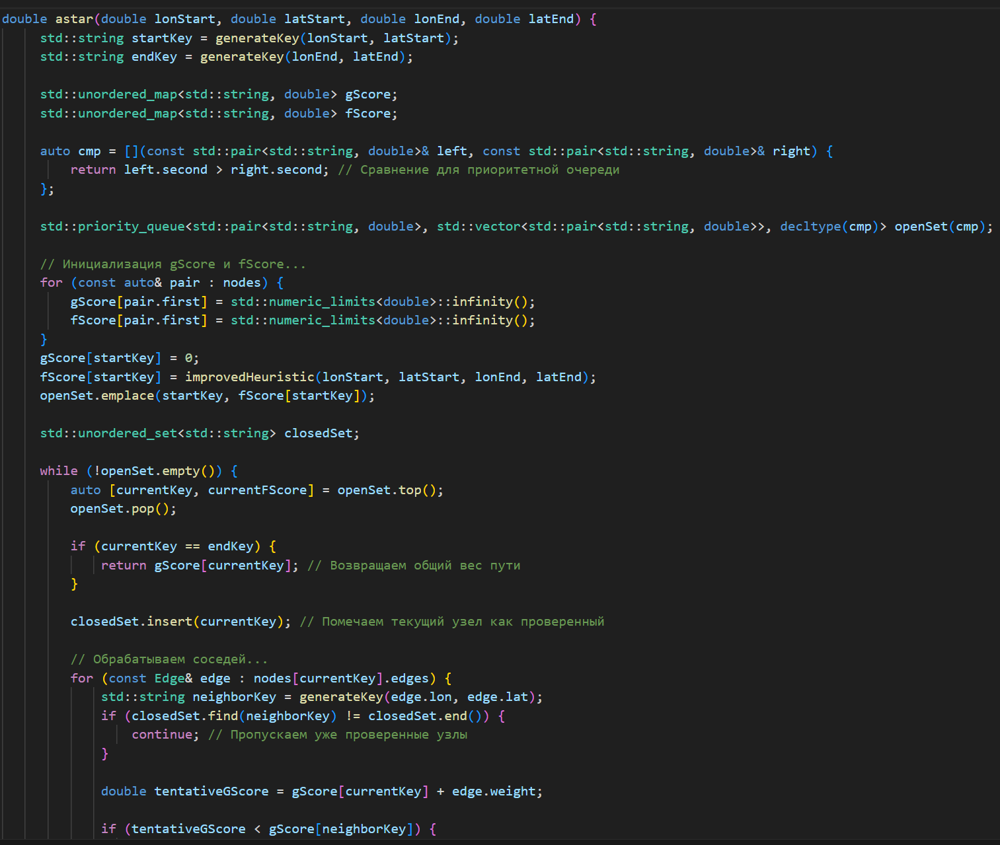 double astar(double lonStart, double latStart, double lonEnd, double latEnd) {
std::string startKey = generateKey(lonStart, latStart);
std::string endKey = generateKey(lonEnd, latEnd);
std::unordered_map<std::string, double> gScore;
std::unordered_map<std::string, double> fScore;
auto cmp = [](const std::pair<std::string, double>& left, const std::pair<std::string, double>& right) {
return left.second > right.second; // Сравнение для приоритетной очереди
};
std::priority_queue<std::pair<std::string, double>, std::vector<std::pair<std::string, double>>, decltype(cmp)> openSet(cmp);
// Инициализация gScore и fScore...
for (const auto& pair : nodes) {
gScore[pair.first] = std::numeric_limits<double>::infinity();
fScore[pair.first] = std::numeric_limits<double>::infinity();
}
gScore[startKey] = 0;
fScore[startKey] = improvedHeuristic(lonStart, latStart, lonEnd, latEnd);
openSet.emplace(startKey, fScore[startKey]);
std::unordered_set<std::string> closedSet;
while (!openSet.empty()) {
auto [currentKey, currentFScore] = openSet.top();
openSet.pop();
if (currentKey == endKey) {
return gScore[currentKey]; // Возвращаем общий вес пути
}
closedSet.insert(currentKey); // Помечаем текущий узел как проверенный
// Обрабатываем соседей...
for (const Edge& edge : nodes[currentKey].edges) {
std::string neighborKey = generateKey(edge.lon, edge.lat);
if (closedSet.find(neighborKey) != closedSet.end()) {
continue; // Пропускаем уже проверенные узлы
}
double tentativeGScore = gScore[currentKey] + edge.weight;
if (tentativeGScore < gScore[neighborKey]) {